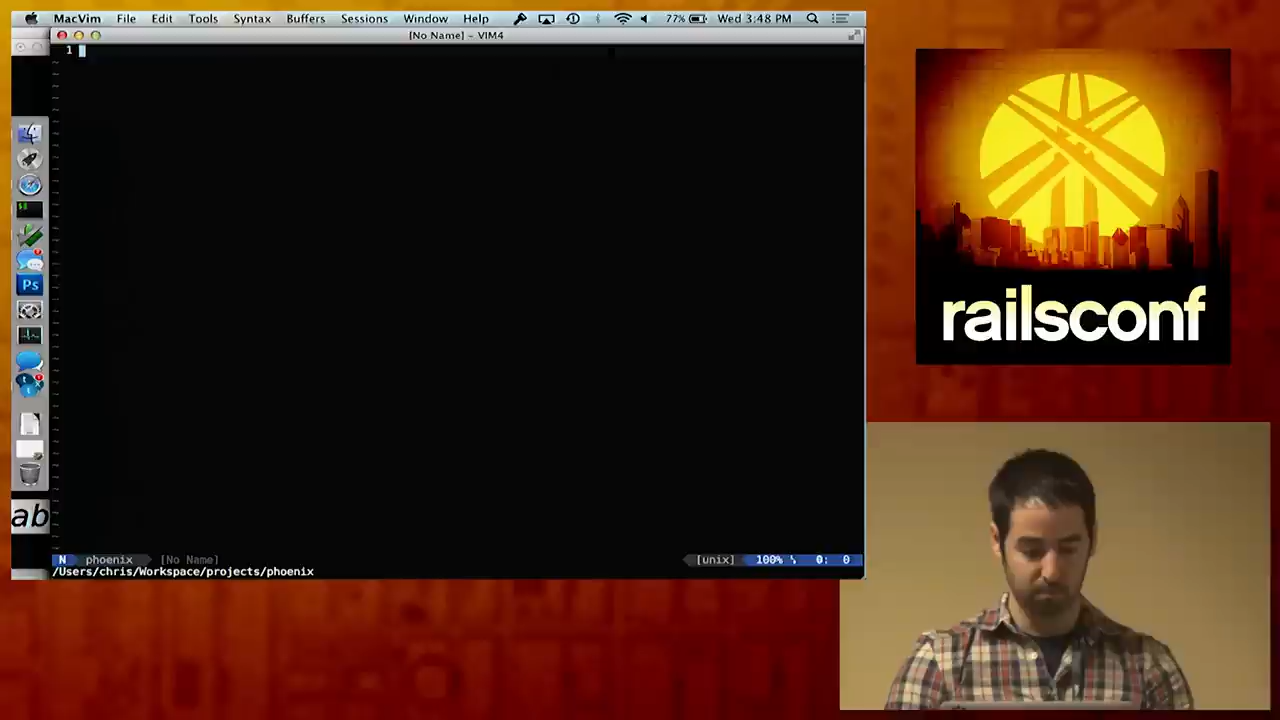 MacVim File Edit Tools Syntax Buffers Sessions Window Help 77% Wed 3:48 PM
[No Name] - VIM4
1
Ps
ab
N phoenix [No Name] [unix] 100% 0: 0
/Users/chris/Workspace/projects/phoenix
railsconf